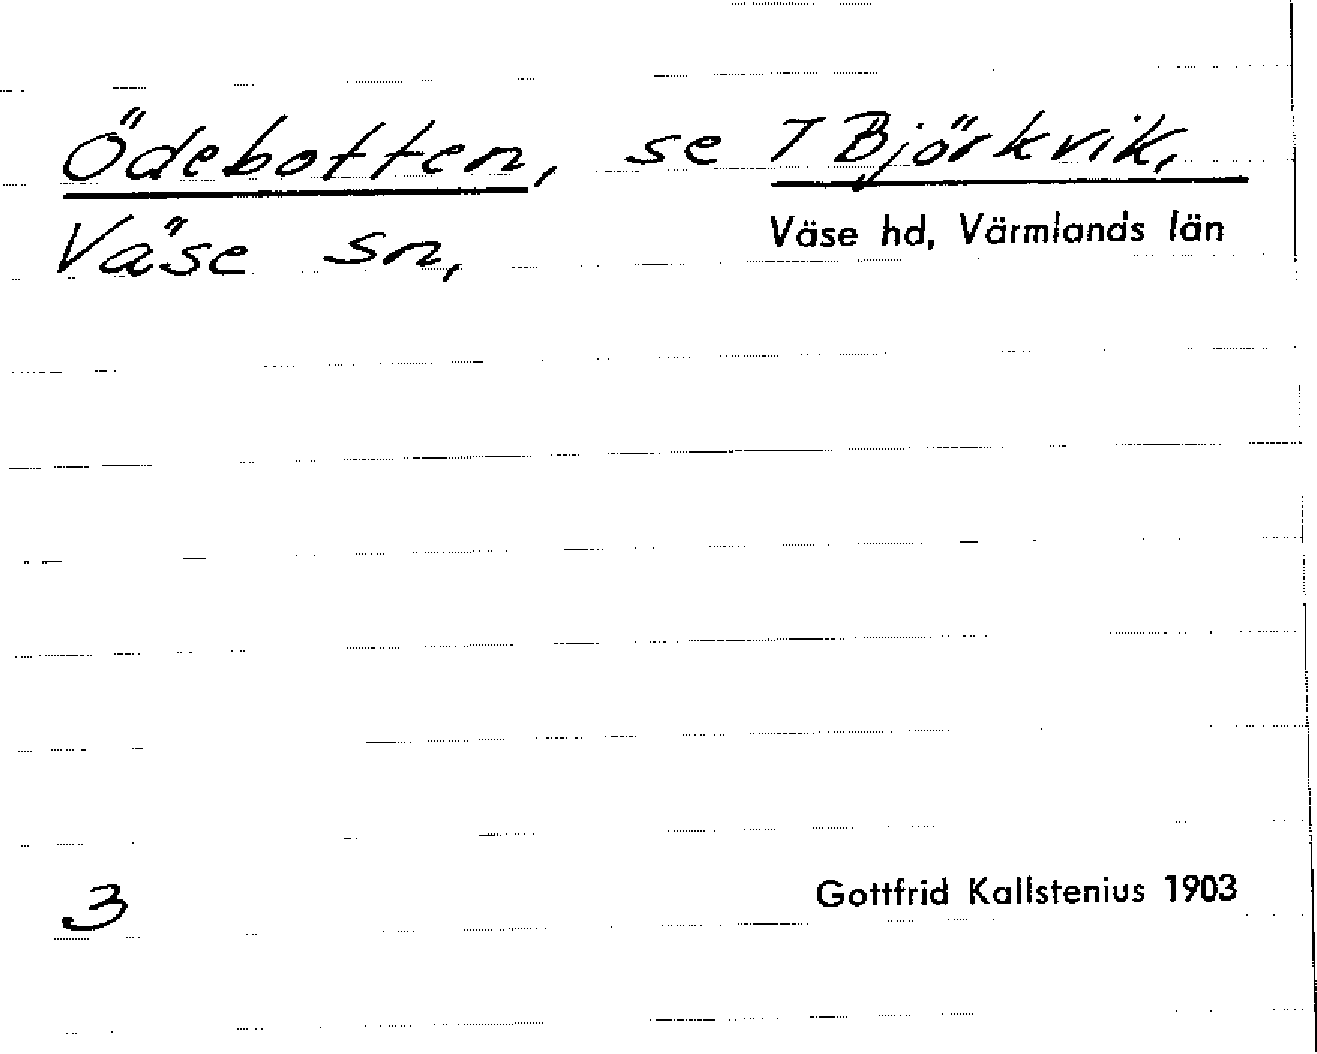 Ödebotten, se 7 Björkvik,
Väse sn, Väse hd, Värmlands län
3 Gottfrid Kallstenius 1903